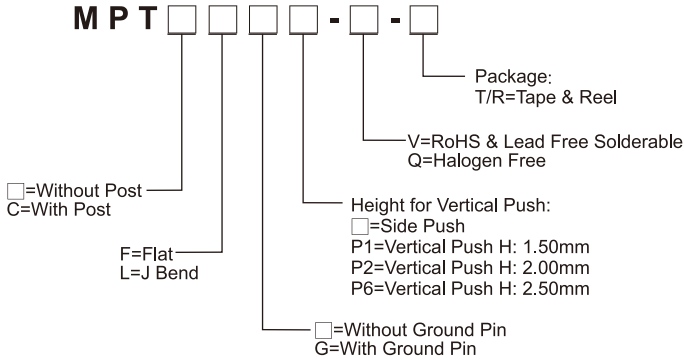 MPT□□□□-□-□
Package:
T/R=Tape & Reel
V=RoHS & Lead Free Solderable
Q=Halogen Free
□=Without Post
C=With Post
Height for Vertical Push:
□=Side Push
P1=Vertical Push H: 1.50mm
P2=Vertical Push H: 2.00mm
P6=Vertical Push H: 2.50mm
F=Flat
L=J Bend
□=Without Ground Pin
G=With Ground Pin